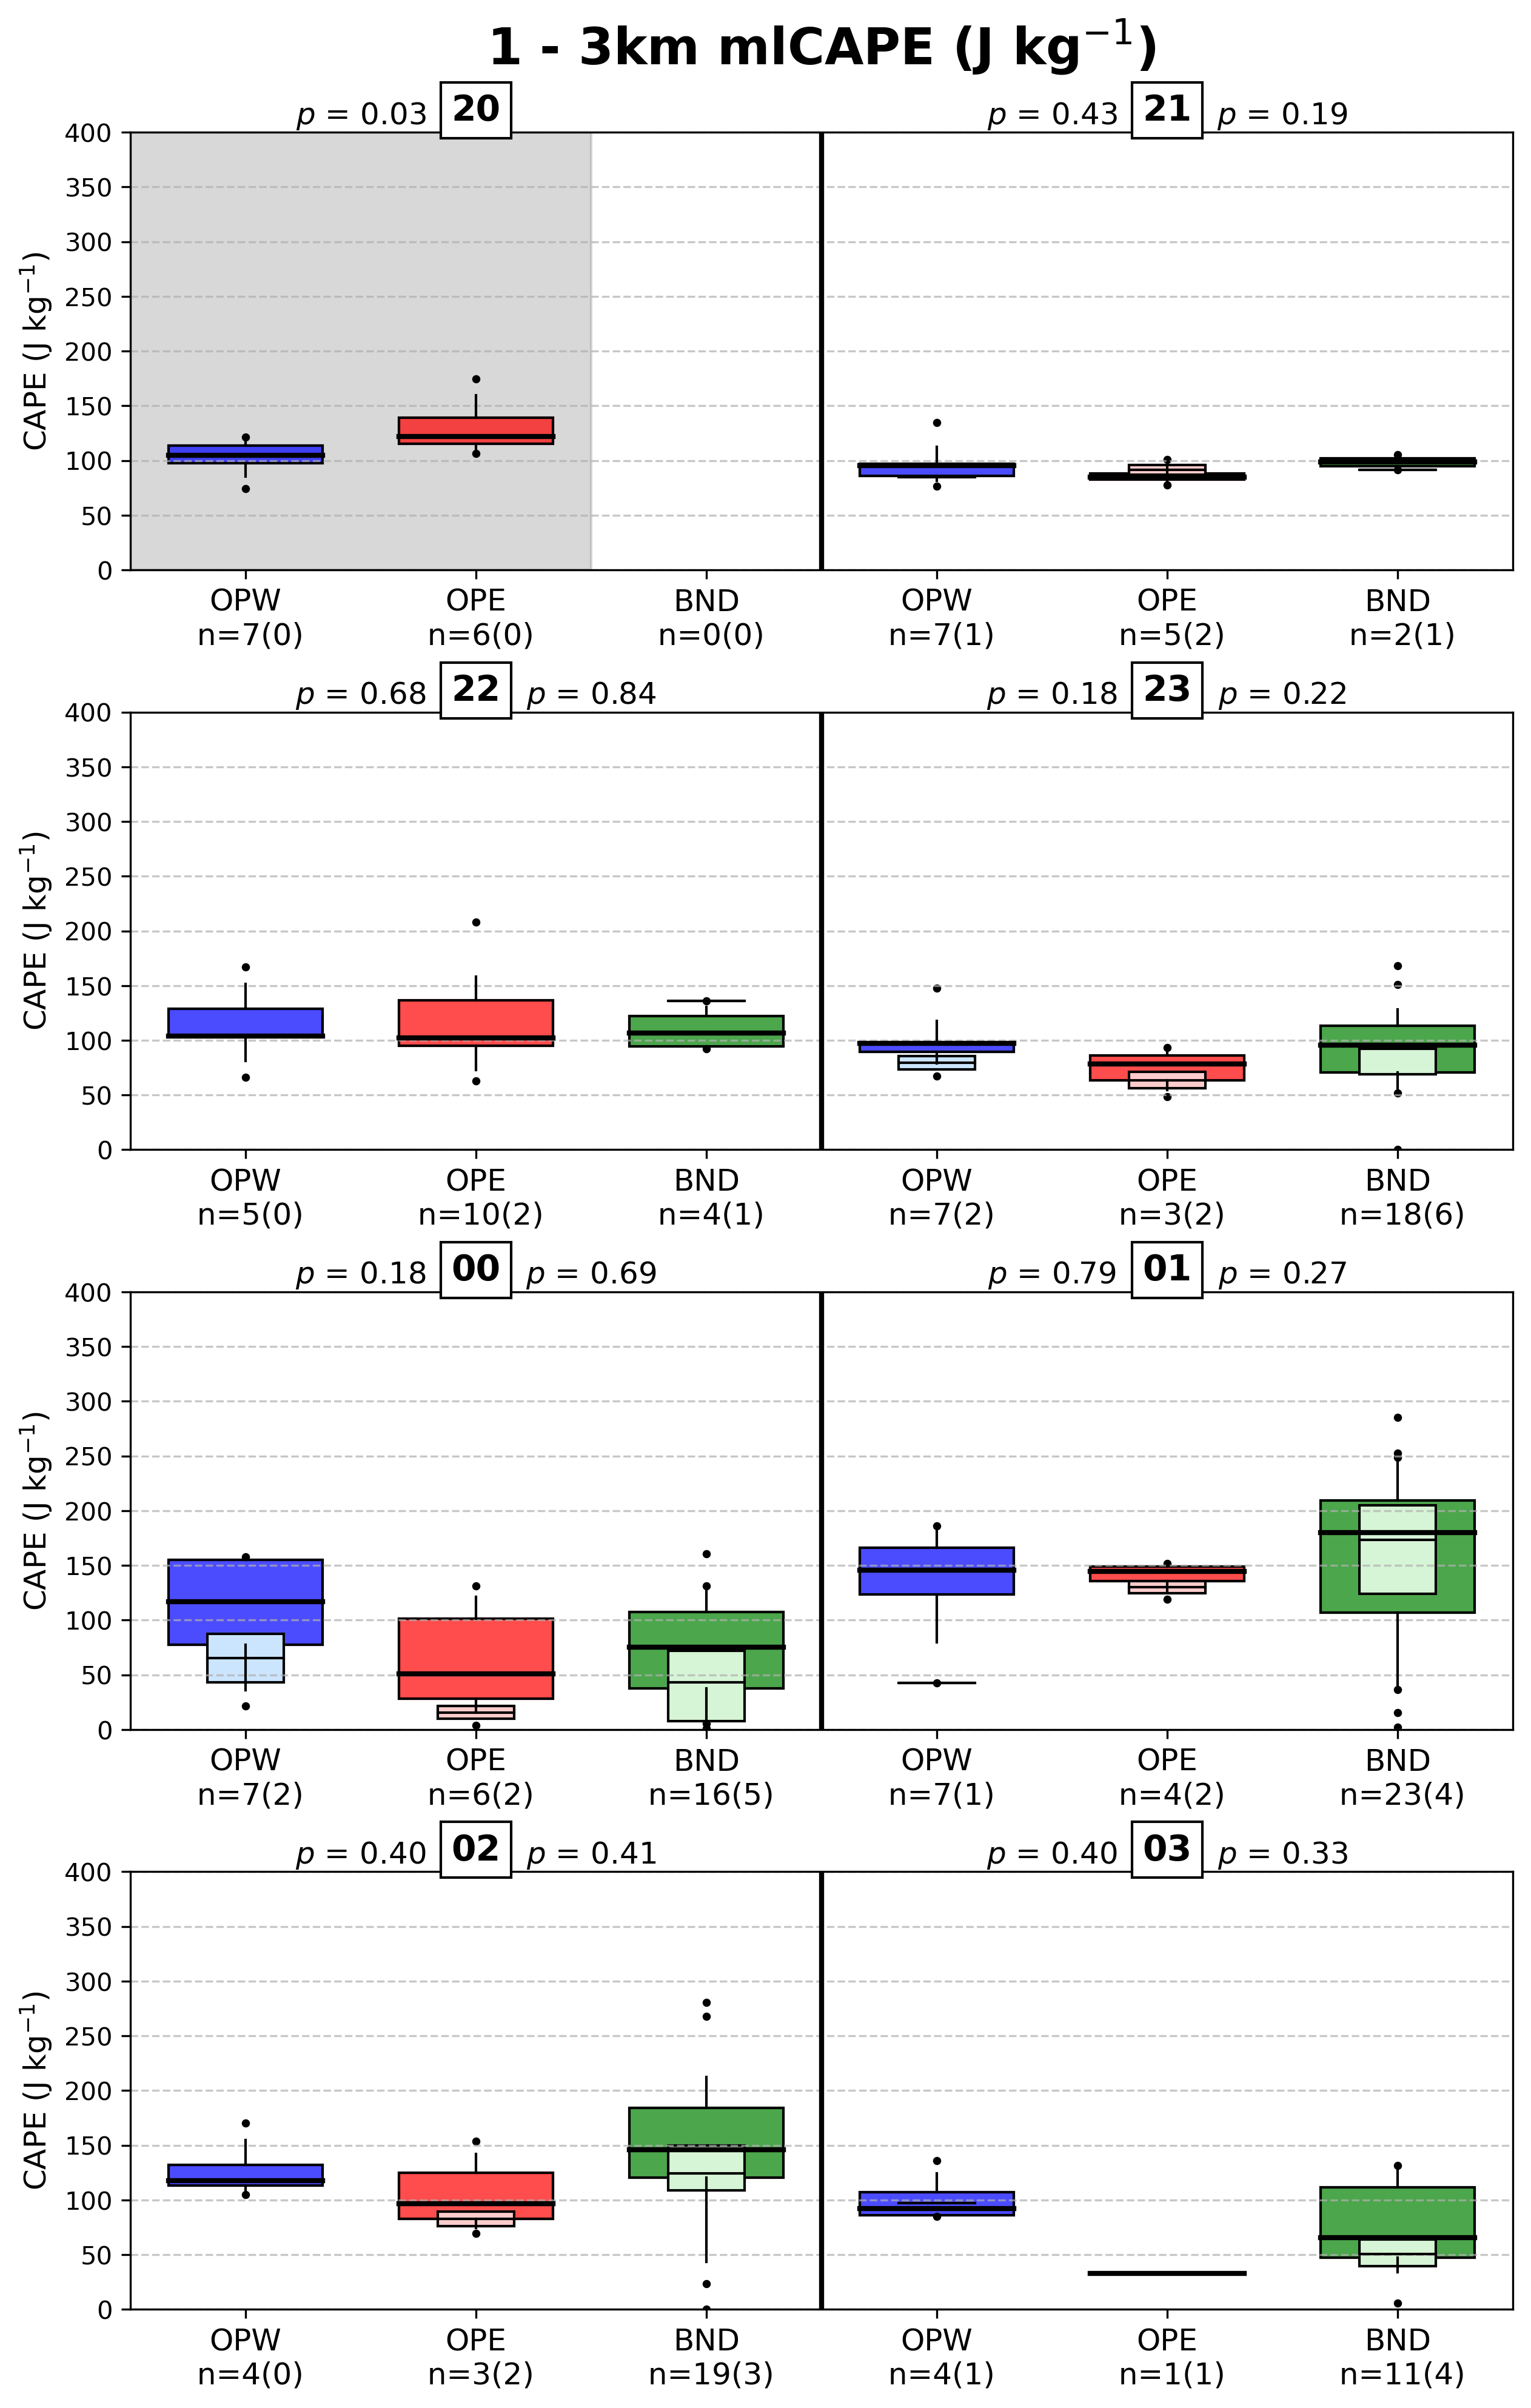 1 - 3km mlCAPE (J kg⁻¹)
p = 0.03 20
p = 0.43 21 p = 0.19
CAPE (J kg⁻¹)
400
350
300
250
200
150
100
50
0
OPW OPE BND OPW OPE BND
n=7(0) n=6(0) n=0(0) n=7(1) n=5(2) n=2(1)
p = 0.68 22 p = 0.84
p = 0.18 23 p = 0.22
CAPE (J kg⁻¹)
400
350
300
250
200
150
100
50
0
OPW OPE BND OPW OPE BND
n=5(0) n=10(2) n=4(1) n=7(2) n=3(2) n=18(6)
p = 0.18 00 p = 0.69
p = 0.79 01 p = 0.27
CAPE (J kg⁻¹)
400
350
300
250
200
150
100
50
0
OPW OPE BND OPW OPE BND
n=7(2) n=6(2) n=16(5) n=7(1) n=4(2) n=23(4)
p = 0.40 02 p = 0.41
p = 0.40 03 p = 0.33
CAPE (J kg⁻¹)
400
350
300
250
200
150
100
50
0
OPW OPE BND OPW OPE BND
n=4(0) n=3(2) n=19(3) n=4(1) n=1(1) n=11(4)